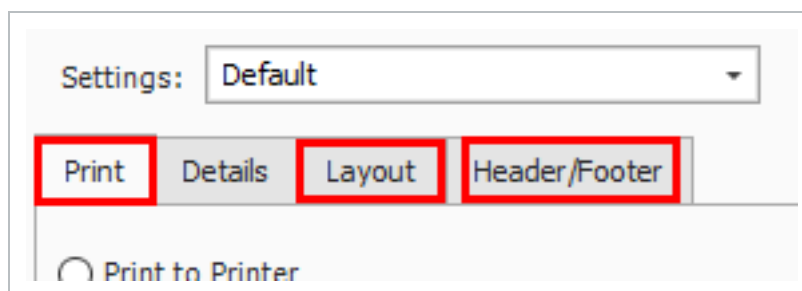 Settings: Default
Print Details Layout Header/Footer
Print to Printer